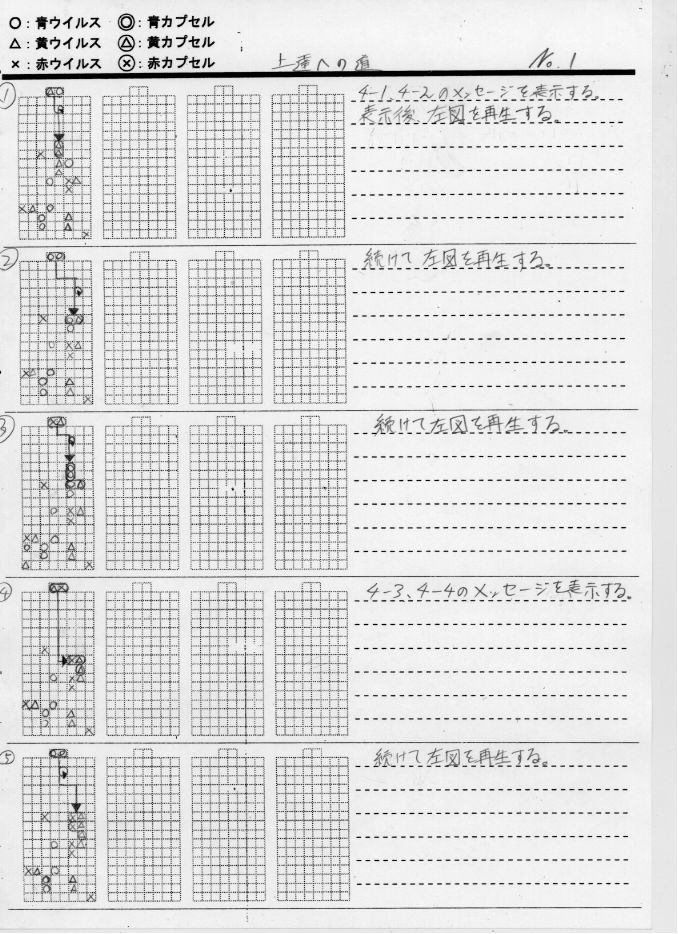 ○：青ウイルス ◎：青カプセル
△：黄ウイルス △：黄カプセル
×：赤ウイルス ⊗：赤カプセル
上達への道 No.1
① 4-1、4-2のメッセージを表示する。
表示後、左図を再生する。
② 続けて左図を再生する。
③ 続けて左図を再生する。
④ 4-3、4-4のメッセージを表示する。
⑤ 続けて左図を再生する。